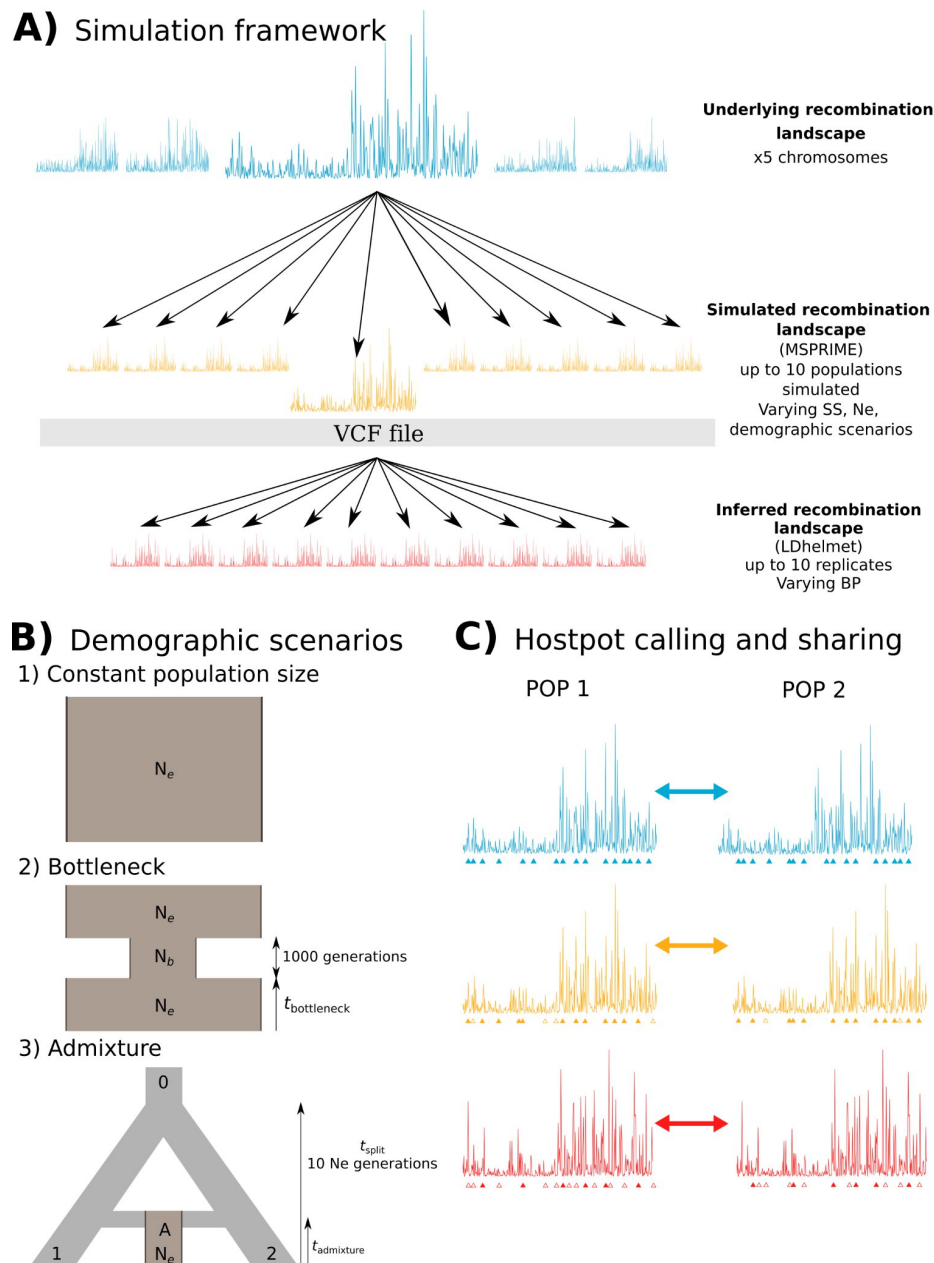 A) Simulation framework
Underlying recombination
landscape
x5 chromosomes
Simulated recombination
landscape
(MSPRIME)
up to 10 populations
simulated
Varying SS, Ne,
demographic scenarios
VCF file
Inferred recombination
landscape
(LDhelmet)
up to 10 replicates
Varying BP
B) Demographic scenarios
1) Constant population size
Ne
2) Bottleneck
Ne
Nb
1000 generations
Ne
tbottleneck
3) Admixture
0
tsplit
10 Ne generations
A
1
Ne
2
tadmixture
C) Hostpot calling and sharing
POP 1
POP 2